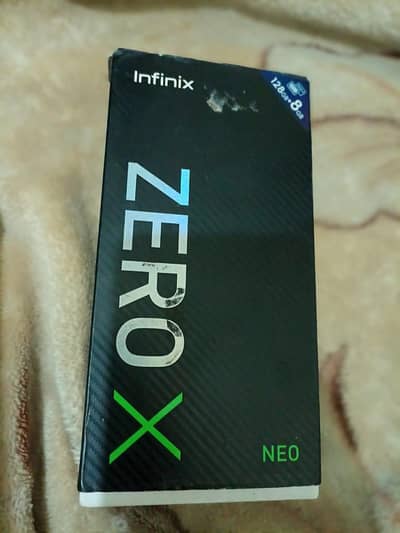 Infinix
128GB+8GB
ZERO X
NEO